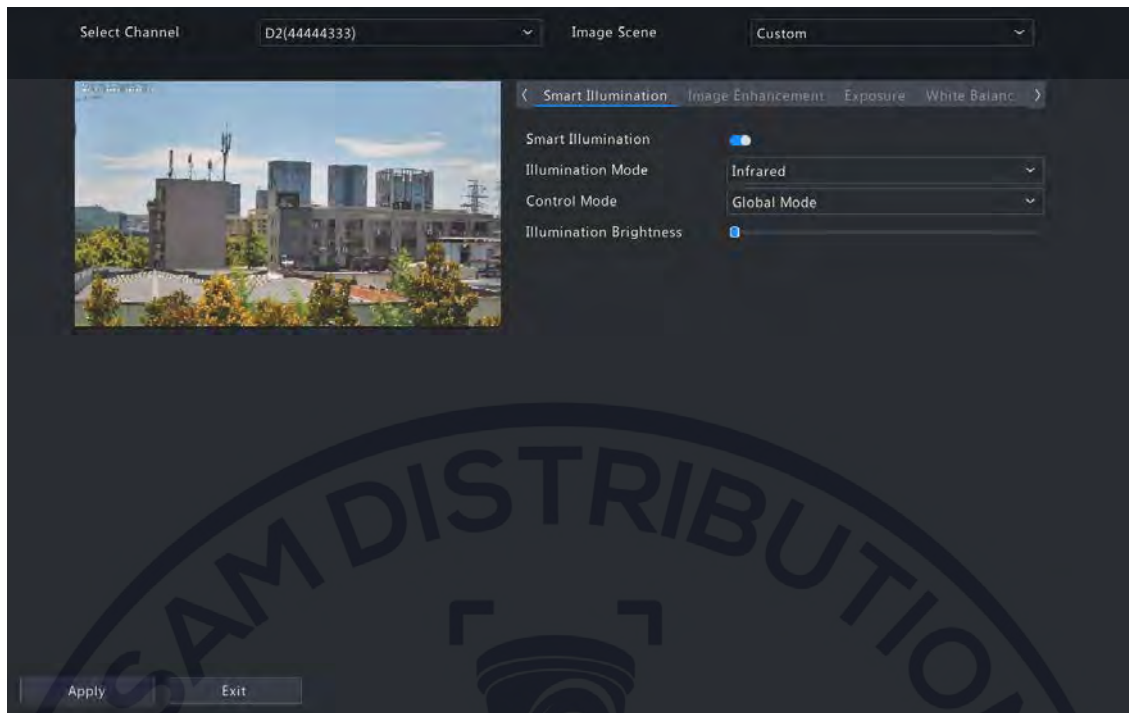 Select Channel D2(44444333) Image Scene Custom
Smart Illumination Image Enhancement Exposure White Balanc
Smart Illumination
Illumination Mode Infrared
Control Mode Global Mode
Illumination Brightness
SAM DISTRIBUTION
Apply Exit